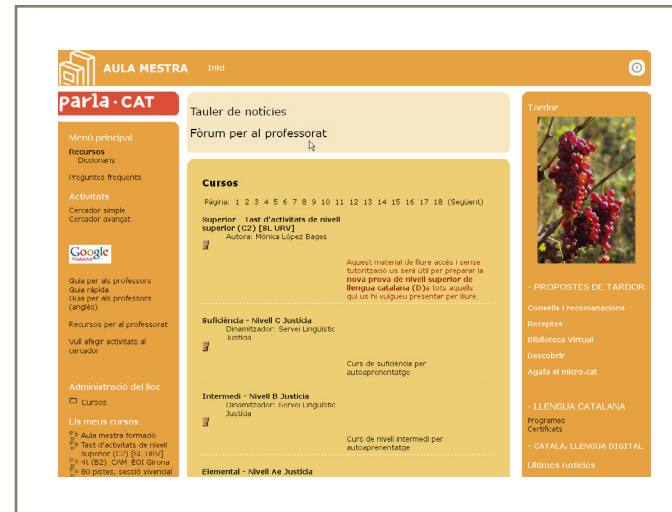 AULA MESTRA
Inici
parla·CAT
Menú principal
Recursos
Diccionaris
Preguntes frequents
Activitats
Cercador simple
Cercador avançat
Google
Traductor
Guia per als professors
Guia ràpida
Guia per als professors
(anglès)
Recursos per al professorat
Vull afegir activitats al
cercador
Administració del lloc
Cursos
Els meus cursos
Aula mestra formació
Tast d'activitats de nivell
superior (C2) [SL URV]
4t (B2)_CAM_EOI Girona
80 pistes, sessió vivencial
Tauler de notícies
Fòrum per al professorat
Cursos
Pàgina: 1 2 3 4 5 6 7 8 9 10 11 12 13 14 15 16 17 18 (Següent)
Superior - Tast d'activitats de nivell
superior (C2) [SL URV]
Autora: Mònica López Bages
Aquest material de lliure accés i sense
tutorització us serà útil per preparar la
nova prova de nivell superior de
llengua catalana (D)a tots aquells
qui us hi vulgueu presentar per lliure.
Suficiència - Nivell C Justícia
Dinamitzador: Servei Lingüístic
Justícia
Curs de suficiència per
autoaprenentatge
Intermedi - Nivell B Justícia
Dinamitzador: Servei Lingüístic
Justícia
Curs de nivell intermedi per
autoaprenentatge
Elemental - Nivell Ae Justícia
Tardor
- PROPOSTES DE TARDOR
Consells i recomanacions
Receptes
Biblioteca Virtual
Descobrir
Agafa el micro.cat
- LLENGUA CATALANA
Programes
Certificats
- CATALÀ, LLENGUA DIGITAL
Últimes notícies